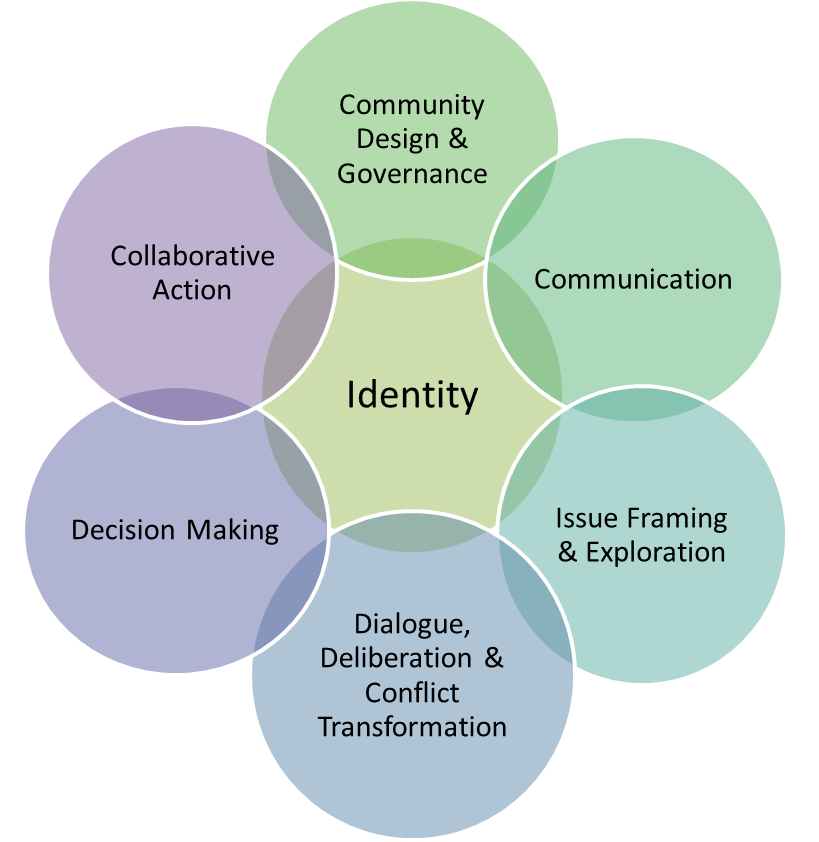 Community
Design &
Governance
Collaborative
Action
Communication
Identity
Decision Making
Issue Framing
& Exploration
Dialogue,
Deliberation &
Conflict
Transformation